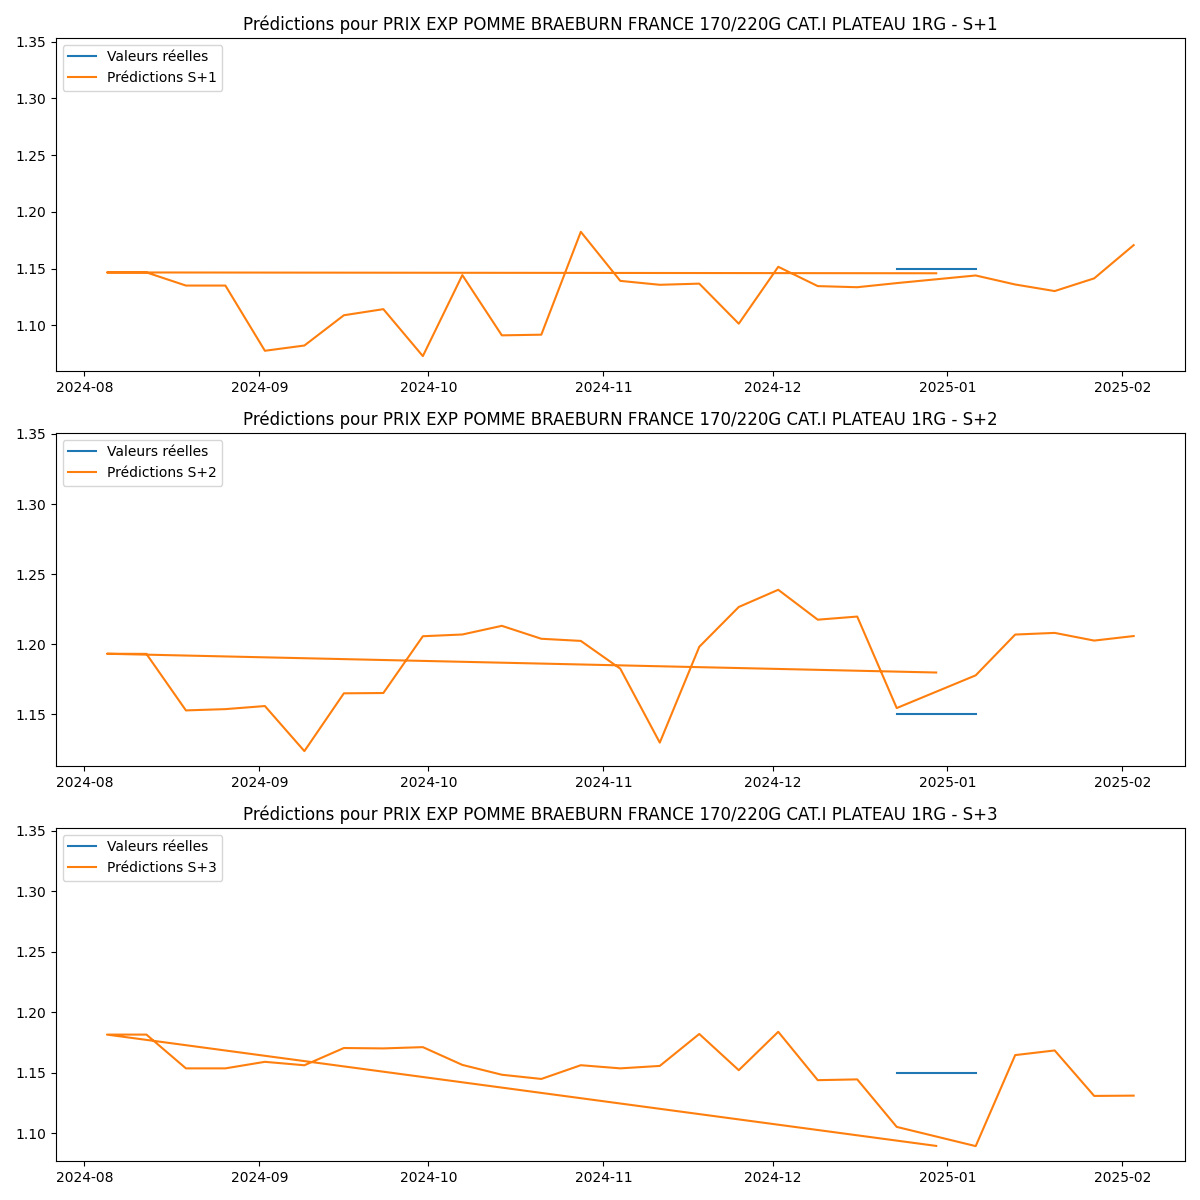 Prédictions pour PRIX EXP POMME BRAEBURN FRANCE 170/220G CAT.I PLATEAU 1RG - S+1
1.35
1.30
1.25
1.20
1.15
1.10
Valeurs réelles
Prédictions S+1
2024-08 2024-09 2024-10 2024-11 2024-12 2025-01 2025-02
Prédictions pour PRIX EXP POMME BRAEBURN FRANCE 170/220G CAT.I PLATEAU 1RG - S+2
1.35
1.30
1.25
1.20
1.15
Valeurs réelles
Prédictions S+2
2024-08 2024-09 2024-10 2024-11 2024-12 2025-01 2025-02
Prédictions pour PRIX EXP POMME BRAEBURN FRANCE 170/220G CAT.I PLATEAU 1RG - S+3
1.35
1.30
1.25
1.20
1.15
1.10
Valeurs réelles
Prédictions S+3
2024-08 2024-09 2024-10 2024-11 2024-12 2025-01 2025-02